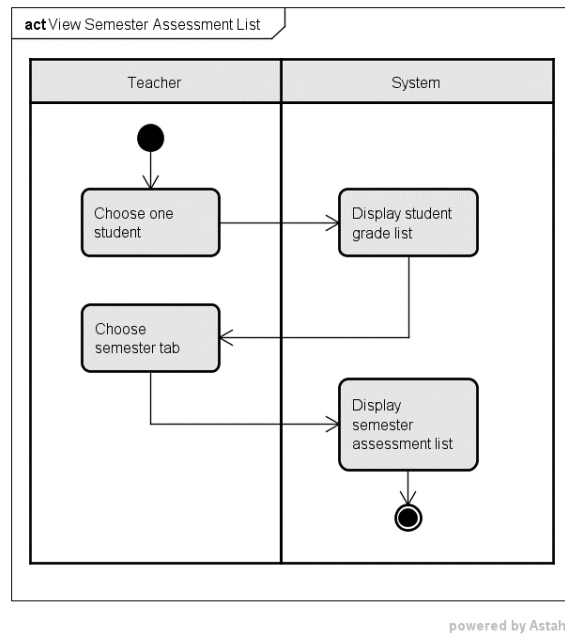 act View Semester Assessment List
Teacher
System
Choose one
student
Display student
grade list
Choose
semester tab
Display
semester
assessment list
powered by Astah